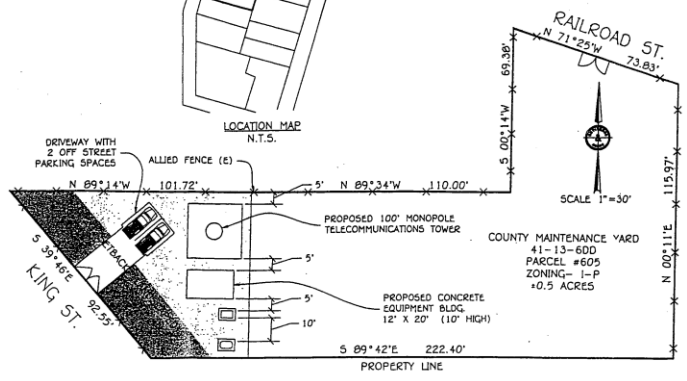 LOCATION MAP
N.T.S.
RAILROAD ST.
N 71°25'W 73.83'
S 00°14'W 69.38'
DRIVEWAY WITH
2 OFF STREET
PARKING SPACES
ALLIED FENCE (E)
N 89°14'W 101.72'
5'
N 89°34'W 110.00'
SCALE 1"=30'
N 00°11'E 115.97'
PROPOSED 100' MONOPOLE
TELECOMMUNICATIONS TOWER
COUNTY MAINTENANCE YARD
41-13-6DD
PARCEL #605
ZONING- I-P
±0.5 ACRES
5'
5'
PROPOSED CONCRETE
EQUIPMENT BLDG.
12' X 20' (10' HIGH)
10'
S 39°46'E 92.55'
KING ST.
S 89°42'E 222.40'
PROPERTY LINE